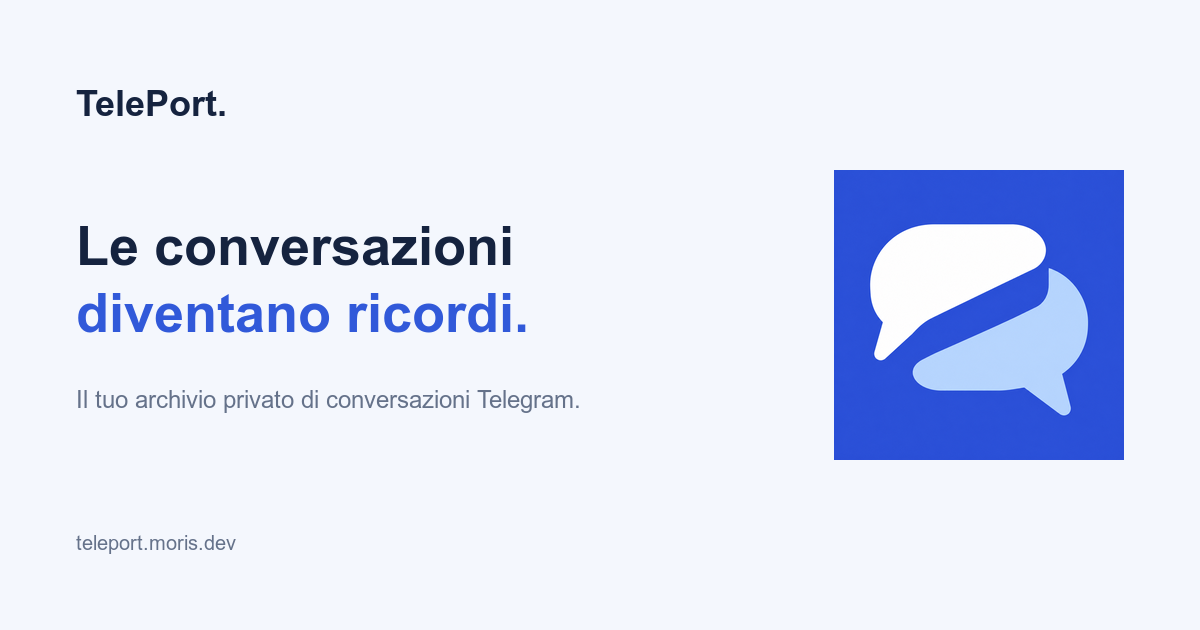 TelePort.
Le conversazioni
diventano ricordi.
Il tuo archivio privato di conversazioni Telegram.
teleport.moris.dev